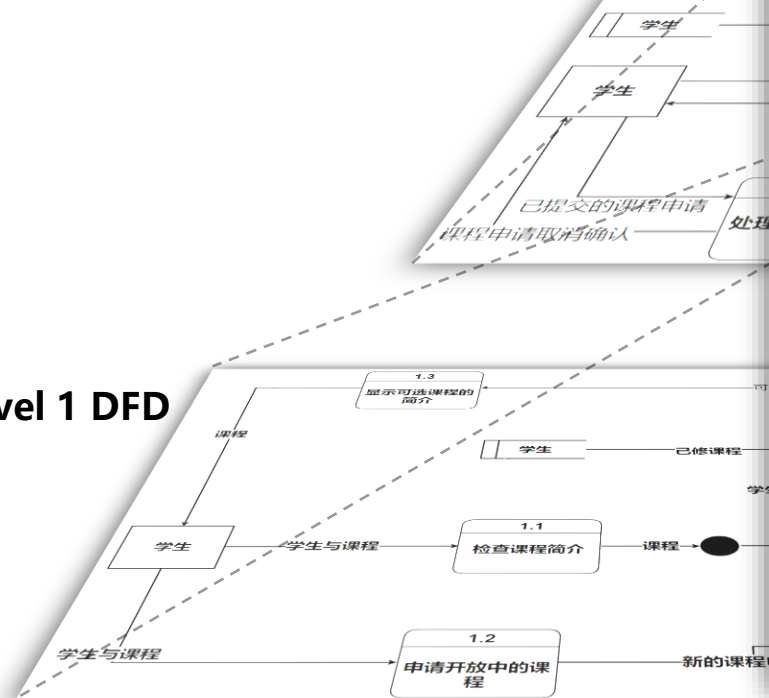 学生
学生
已提交的课程申请
课程申请取消确认
处理
1.3
显示可选课程的
简介
可
vel 1 DFD
课程
学生
已修课程
学生
学生
学生与课程
1.1
检查课程简介
课程
学生与课程
1.2
申请开放中的课
程
新的课程